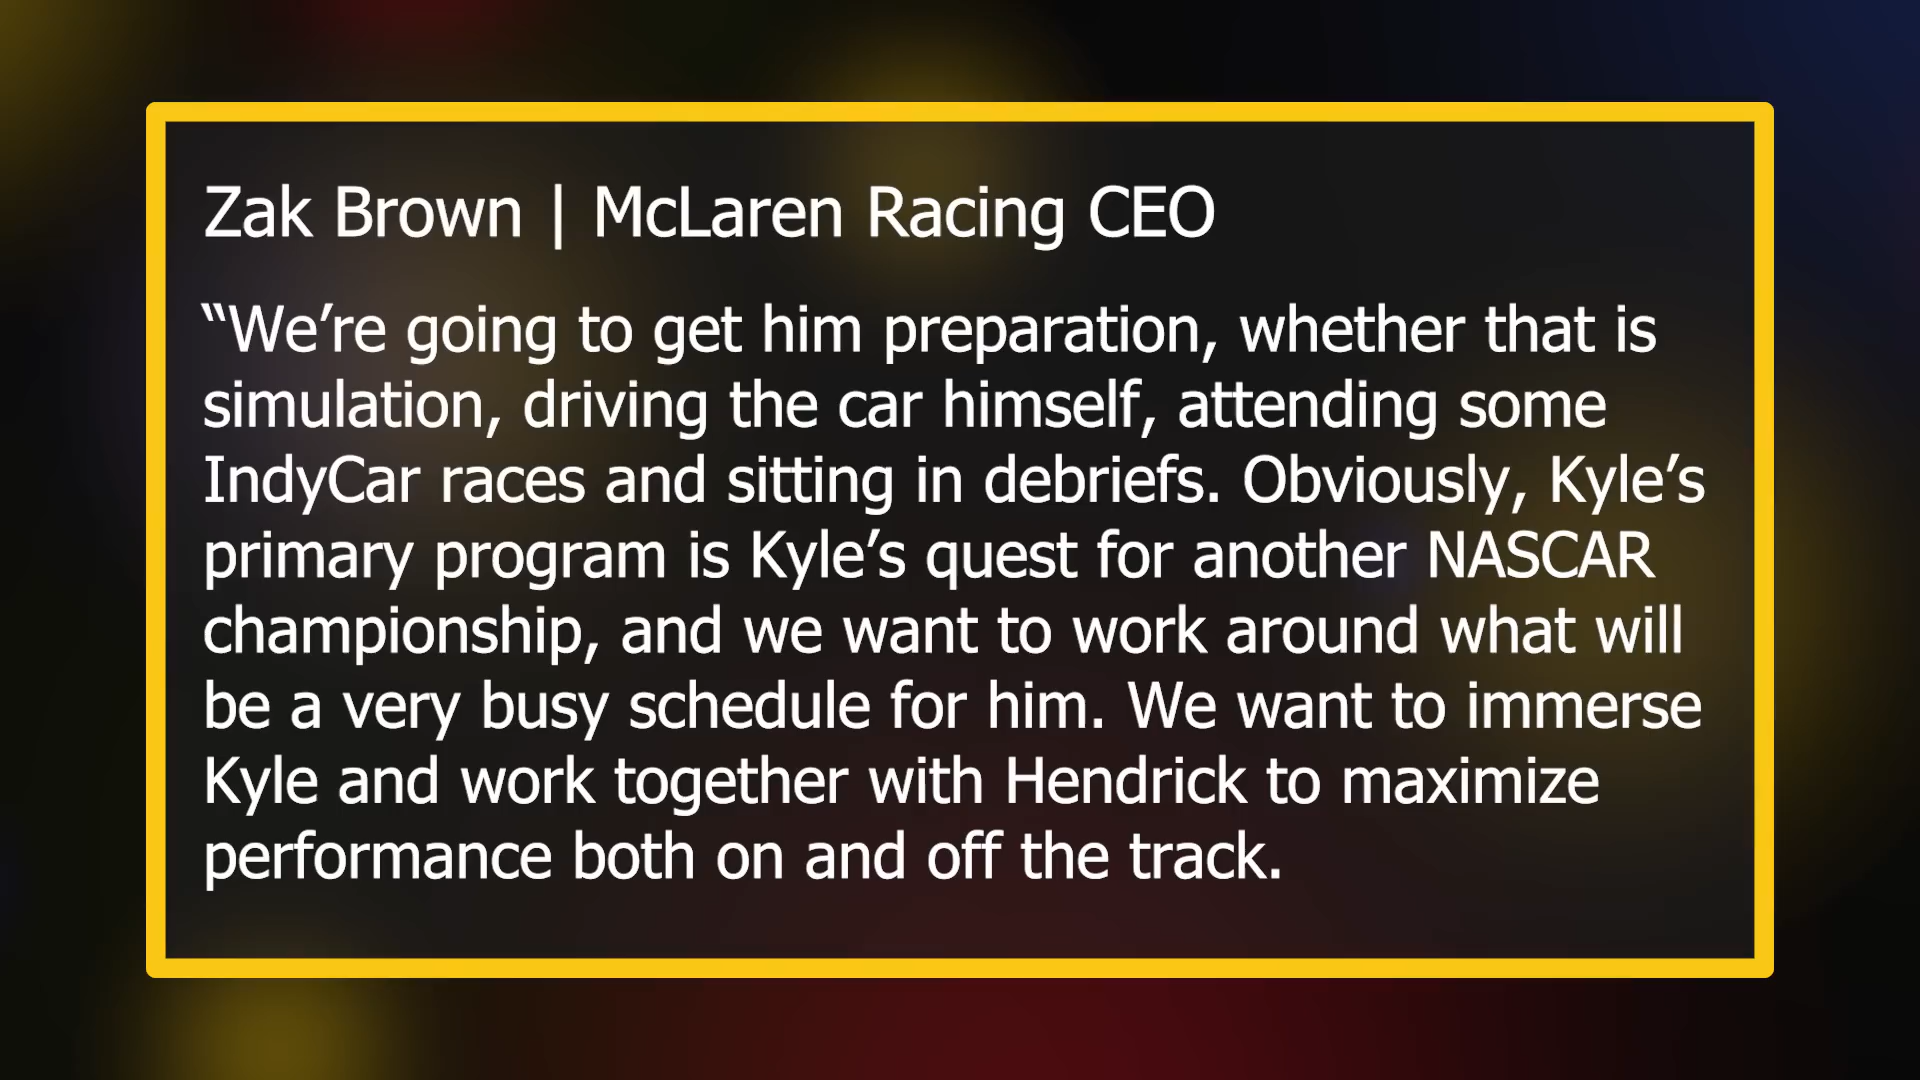 Zak Brown | McLaren Racing CEO
“We’re going to get him preparation, whether that is
simulation, driving the car himself, attending some
IndyCar races and sitting in debriefs. Obviously, Kyle’s
primary program is Kyle’s quest for another NASCAR
championship, and we want to work around what will
be a very busy schedule for him. We want to immerse
Kyle and work together with Hendrick to maximize
performance both on and off the track.